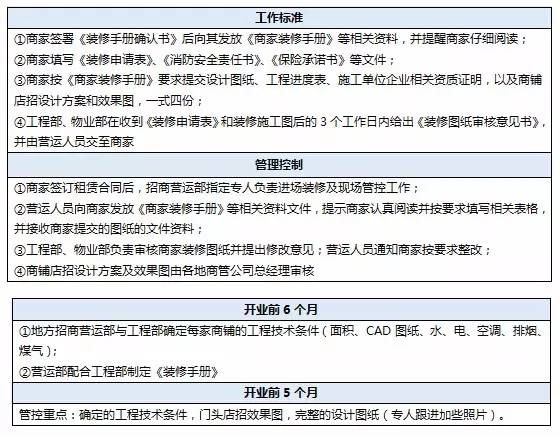 工作标准
①商家签署《装修手册确认书》后向其发放《商家装修手册》等相关资料，并提醒商家仔细阅读；
②商家填写《装修申请表》、《消防安全责任书》、《保险承诺书》等文件；
③商家按《商家装修手册》要求提交设计图纸、工程进度表、施工单位企业相关资质证明，以及商铺
店招设计方案和效果图，一式四份；
④工程部、物业部在收到《装修申请表》和装修施工图后的 3 个工作日内给出《装修图纸审核意见书》，
并由营运人员交至商家
管理控制
①商家签订租赁合同后，招商营运部指定专人负责进场装修及现场管控工作；
②营运人员向商家发放《商家装修手册》等相关资料文件，提示商家认真阅读并按要求填写相关表格，
并接收商家提交的图纸的文件资料；
③工程部、物业部负责审核商家装修图纸并提出修改意见；营运人员通知商家按要求整改；
④商铺店招设计方案及效果图由各地商管公司总经理审核
开业前 6 个月
①地方招商营运部与工程部确定每家商铺的工程技术条件（面积、CAD 图纸、水、电、空调、排烟、
煤气）；
②营运部配合工程部制定《装修手册》
开业前 5 个月
管控重点：确定的工程技术条件，门头店招效果图，完整的设计图纸（专人跟进加些照片）。